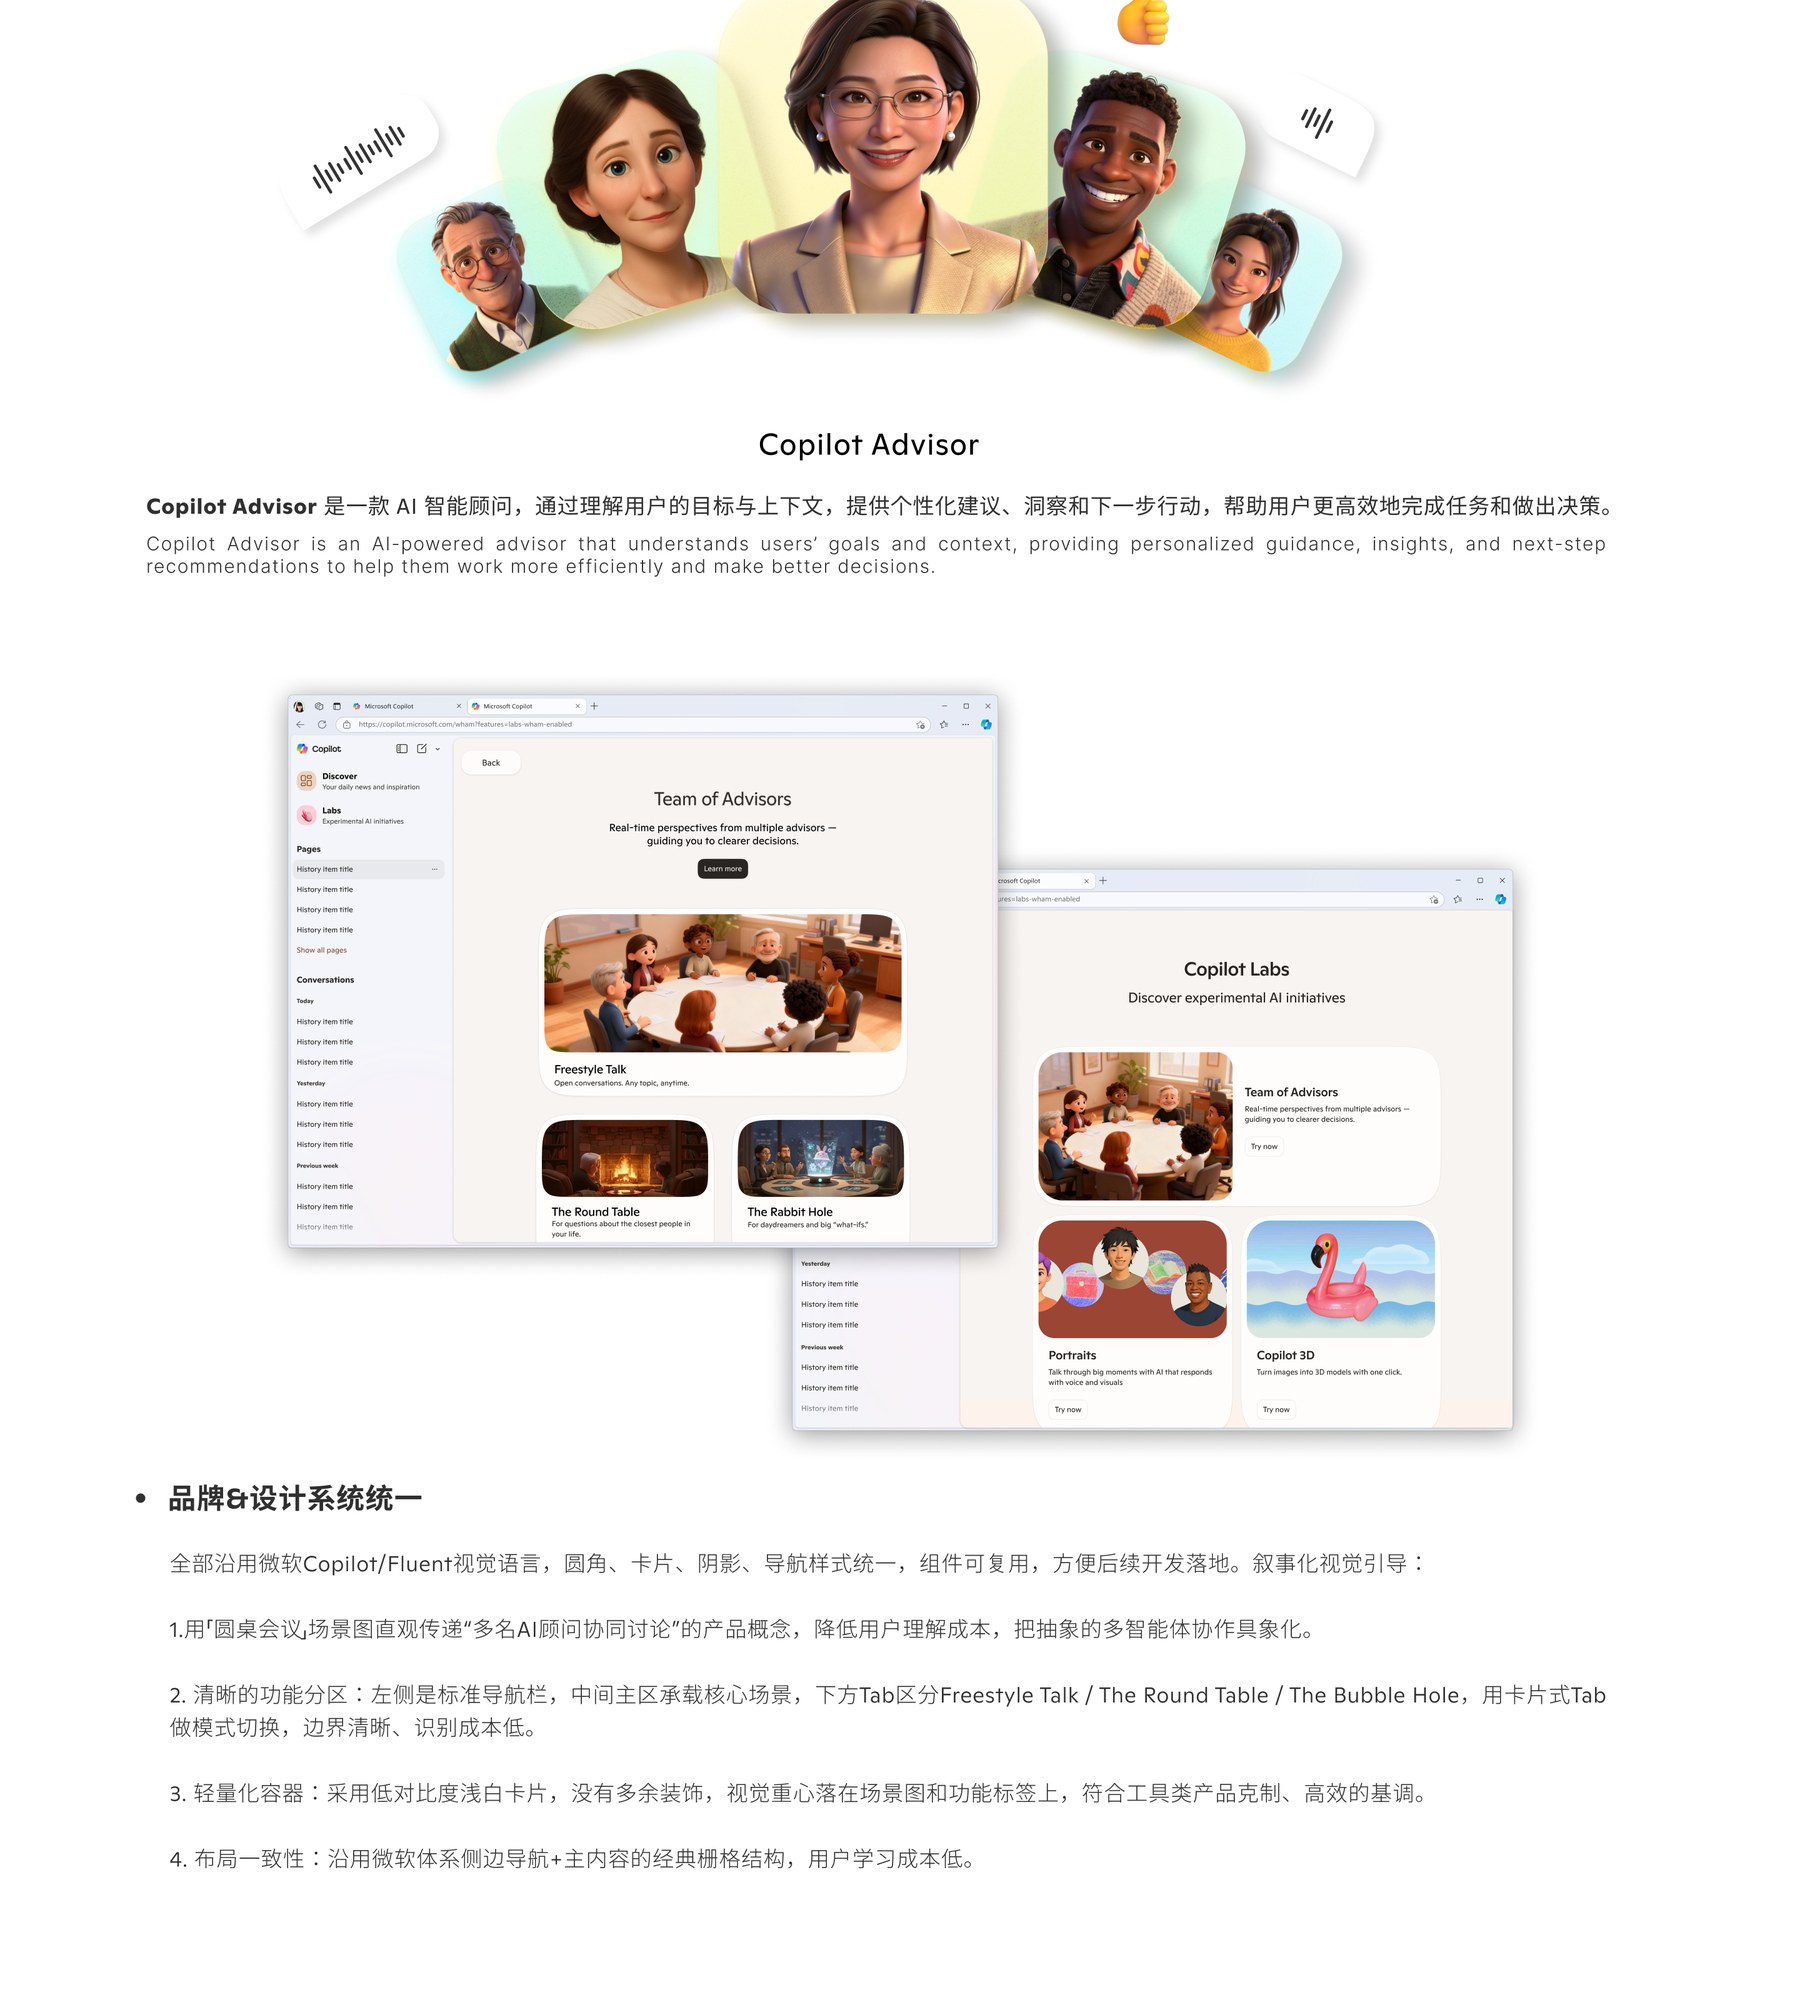 Copilot Advisor
Copilot Advisor 是一款 AI 智能顾问，通过理解用户的目标与上下文，提供个性化建议、洞察和下一步行动，帮助用户更高效地完成任务和做出决策。
Copilot Advisor is an AI-powered advisor that understands users’ goals and context, providing personalized guidance, insights, and next-step
recommendations to help them work more efficiently and make better decisions.
Microsoft Copilot
Microsoft Copilot
https://copilot.microsoft.com/wham?features=labs-wham-enabled
Copilot
Discover
Your daily news and inspiration
Labs
Experimental AI initiatives
Pages
History item title
History item title
History item title
History item title
Show all pages
Conversations
Today
History item title
History item title
History item title
Yesterday
History item title
History item title
History item title
Previous week
History item title
History item title
History item title
Back
Team of Advisors
Real-time perspectives from multiple advisors —
guiding you to clearer decisions.
Learn more
Freestyle Talk
Open conversations. Any topic, anytime.
The Round Table
For questions about the closest people in
your life.
The Rabbit Hole
For daydreamers and big “what-ifs.”
crosoft Copilot
ures=labs-wham-enabled
Copilot Labs
Discover experimental AI initiatives
Team of Advisors
Real-time perspectives from multiple advisors —
guiding you to clearer decisions.
Try now
Yesterday
History item title
History item title
History item title
Previous week
History item title
History item title
History item title
Portraits
Talk through big moments with AI that responds
with voice and visuals
Try now
Copilot 3D
Turn images into 3D models with one click.
Try now
• 品牌&设计系统统一
全部沿用微软Copilot/Fluent视觉语言，圆角、卡片、阴影、导航样式统一，组件可复用，方便后续开发落地。叙事化视觉引导：
1.用「圆桌会议」场景图直观传递“多名AI顾问协同讨论”的产品概念，降低用户理解成本，把抽象的多智能体协作具象化。
2. 清晰的功能分区：左侧是标准导航栏，中间主区承载核心场景，下方Tab区分Freestyle Talk / The Round Table / The Bubble Hole，用卡片式Tab
做模式切换，边界清晰、识别成本低。
3. 轻量化容器：采用低对比度浅白卡片，没有多余装饰，视觉重心落在场景图和功能标签上，符合工具类产品克制、高效的基调。
4. 布局一致性：沿用微软体系侧边导航+主内容的经典栅格结构，用户学习成本低。